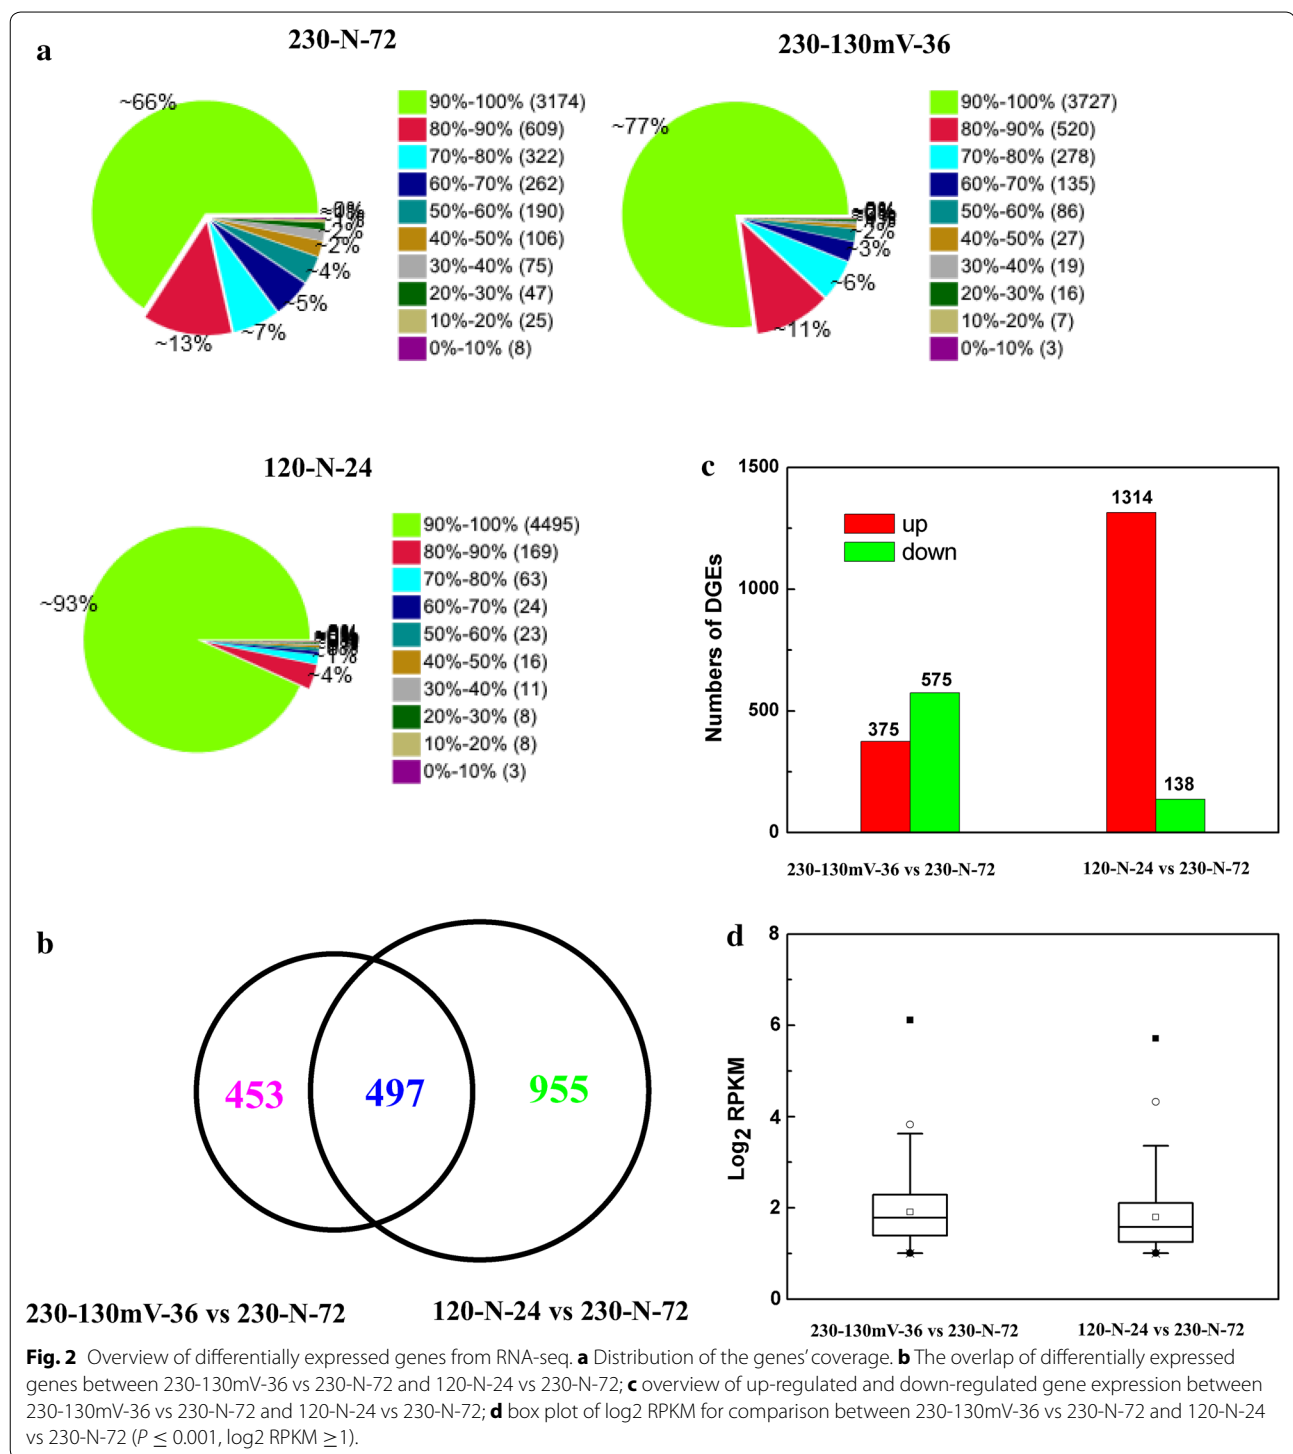 a
230-N-72
~66%
~2%
~2%
~4%
~5%
~7%
~13%
90%-100% (3174)
80%-90% (609)
70%-80% (322)
60%-70% (262)
50%-60% (190)
40%-50% (106)
30%-40% (75)
20%-30% (47)
10%-20% (25)
0%-10% (8)
230-130mV-36
~77%
~2%
~3%
~6%
~11%
90%-100% (3727)
80%-90% (520)
70%-80% (278)
60%-70% (135)
50%-60% (86)
40%-50% (27)
30%-40% (19)
20%-30% (16)
10%-20% (7)
0%-10% (3)
120-N-24
~93%
~1%
~4%
90%-100% (4495)
80%-90% (169)
70%-80% (63)
60%-70% (24)
50%-60% (23)
40%-50% (16)
30%-40% (11)
20%-30% (8)
10%-20% (8)
0%-10% (3)
c
Numbers of DGEs
1500
1000
500
0
up
down
375
575
1314
138
230-130mV-36 vs 230-N-72
120-N-24 vs 230-N-72
b
453
497
955
230-130mV-36 vs 230-N-72
120-N-24 vs 230-N-72
d
Log2 RPKM
8
6
4
2
0
230-130mV-36 vs 230-N-72
120-N-24 vs 230-N-72
Fig. 2 Overview of differentially expressed genes from RNA-seq. a Distribution of the genes' coverage. b The overlap of differentially expressed
genes between 230-130mV-36 vs 230-N-72 and 120-N-24 vs 230-N-72; c overview of up-regulated and down-regulated gene expression between
230-130mV-36 vs 230-N-72 and 120-N-24 vs 230-N-72; d box plot of log2 RPKM for comparison between 230-130mV-36 vs 230-N-72 and 120-N-24
vs 230-N-72 (P ≤ 0.001, log2 RPKM ≥1).